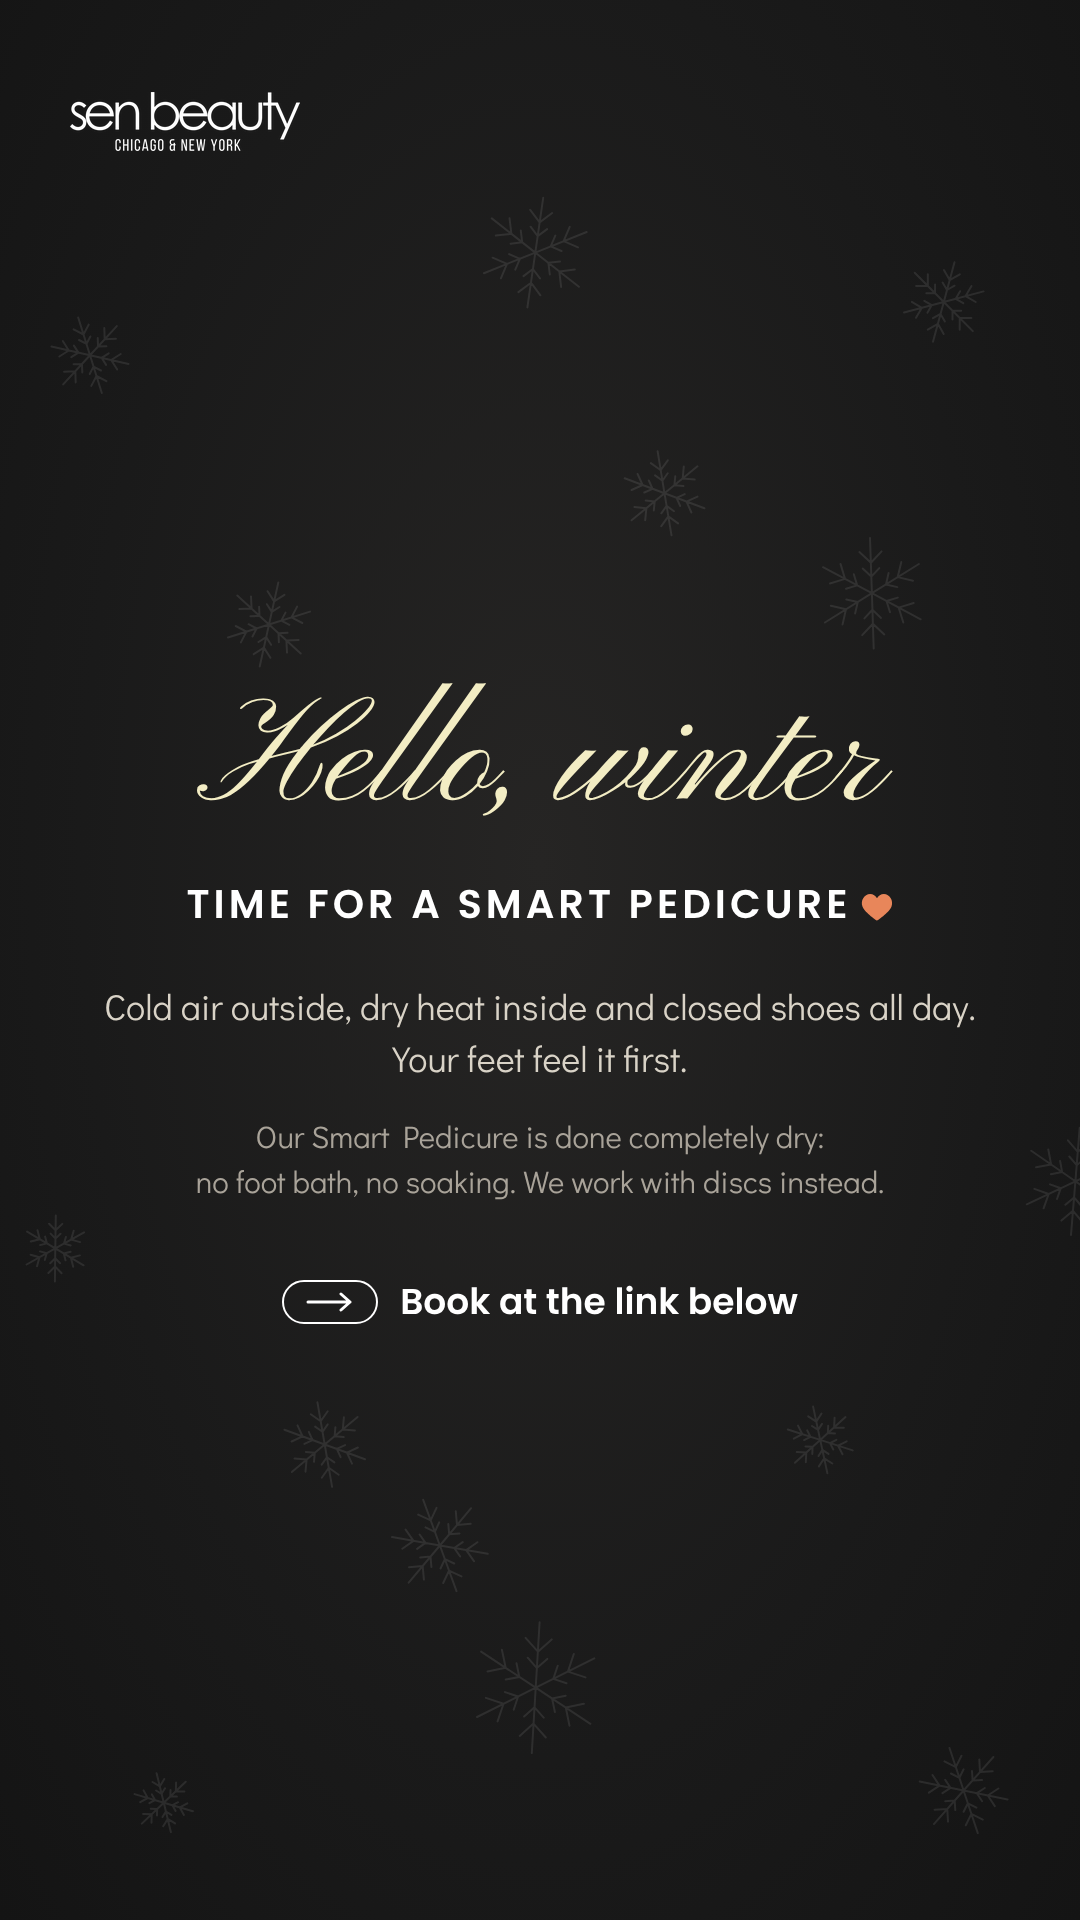 sen beauty
CHICAGO & NEW YORK
Hello, winter
TIME FOR A SMART PEDICURE
Cold air outside, dry heat inside and closed shoes all day.
Your feet feel it first.
Our Smart Pedicure is done completely dry:
no foot bath, no soaking. We work with discs instead.
Book at the link below